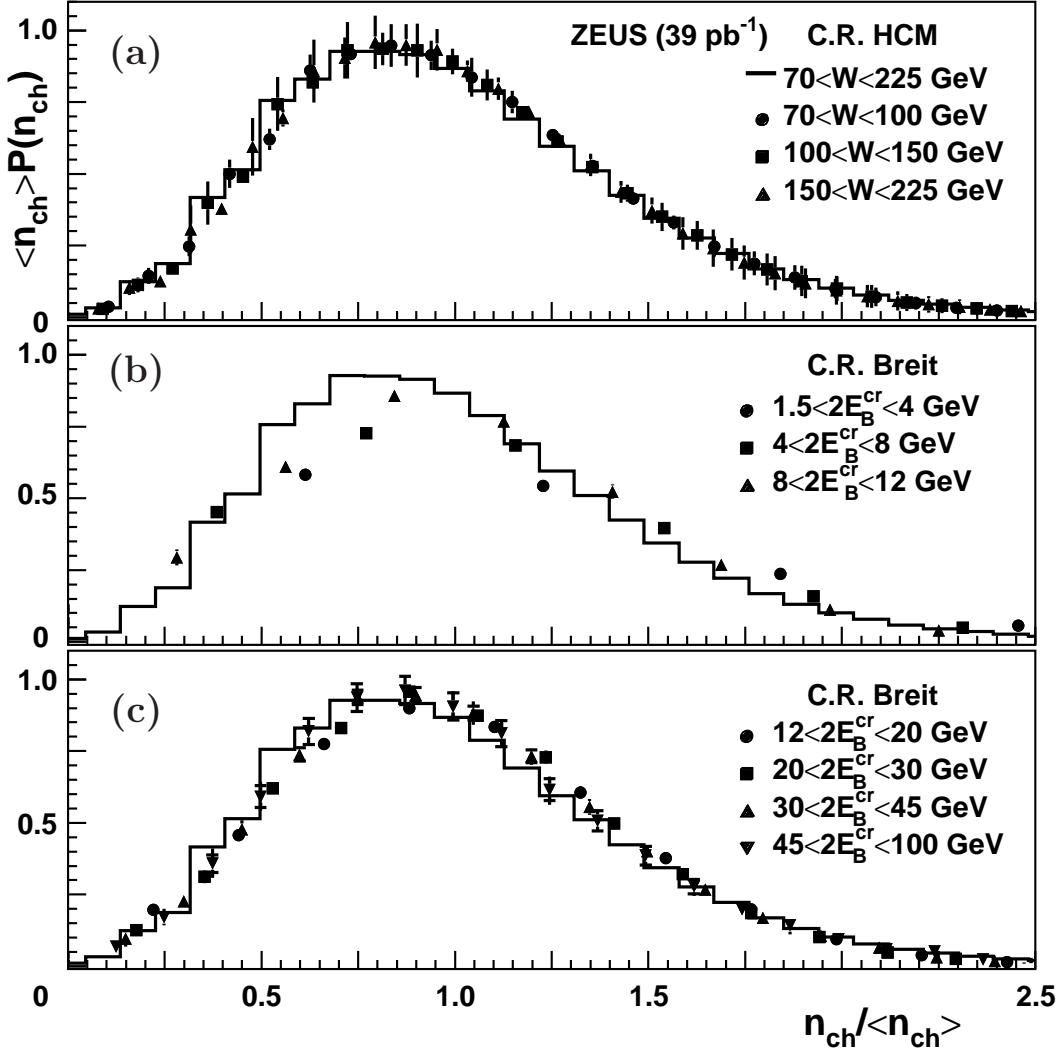 1.0
(a)
ZEUS (39 pb⁻¹)
C.R. HCM
70<W<225 GeV
70<W<100 GeV
100<W<150 GeV
150<W<225 GeV
<n_ch>P(n_ch)
0
1.0
(b)
C.R. Breit
1.5<2E_B^cr<4 GeV
4<2E_B^cr<8 GeV
8<2E_B^cr<12 GeV
0.5
0
1.0
(c)
C.R. Breit
12<2E_B^cr<20 GeV
20<2E_B^cr<30 GeV
30<2E_B^cr<45 GeV
45<2E_B^cr<100 GeV
0.5
0 0.5 1.0 1.5 2.0 2.5
n_ch/<n_ch>